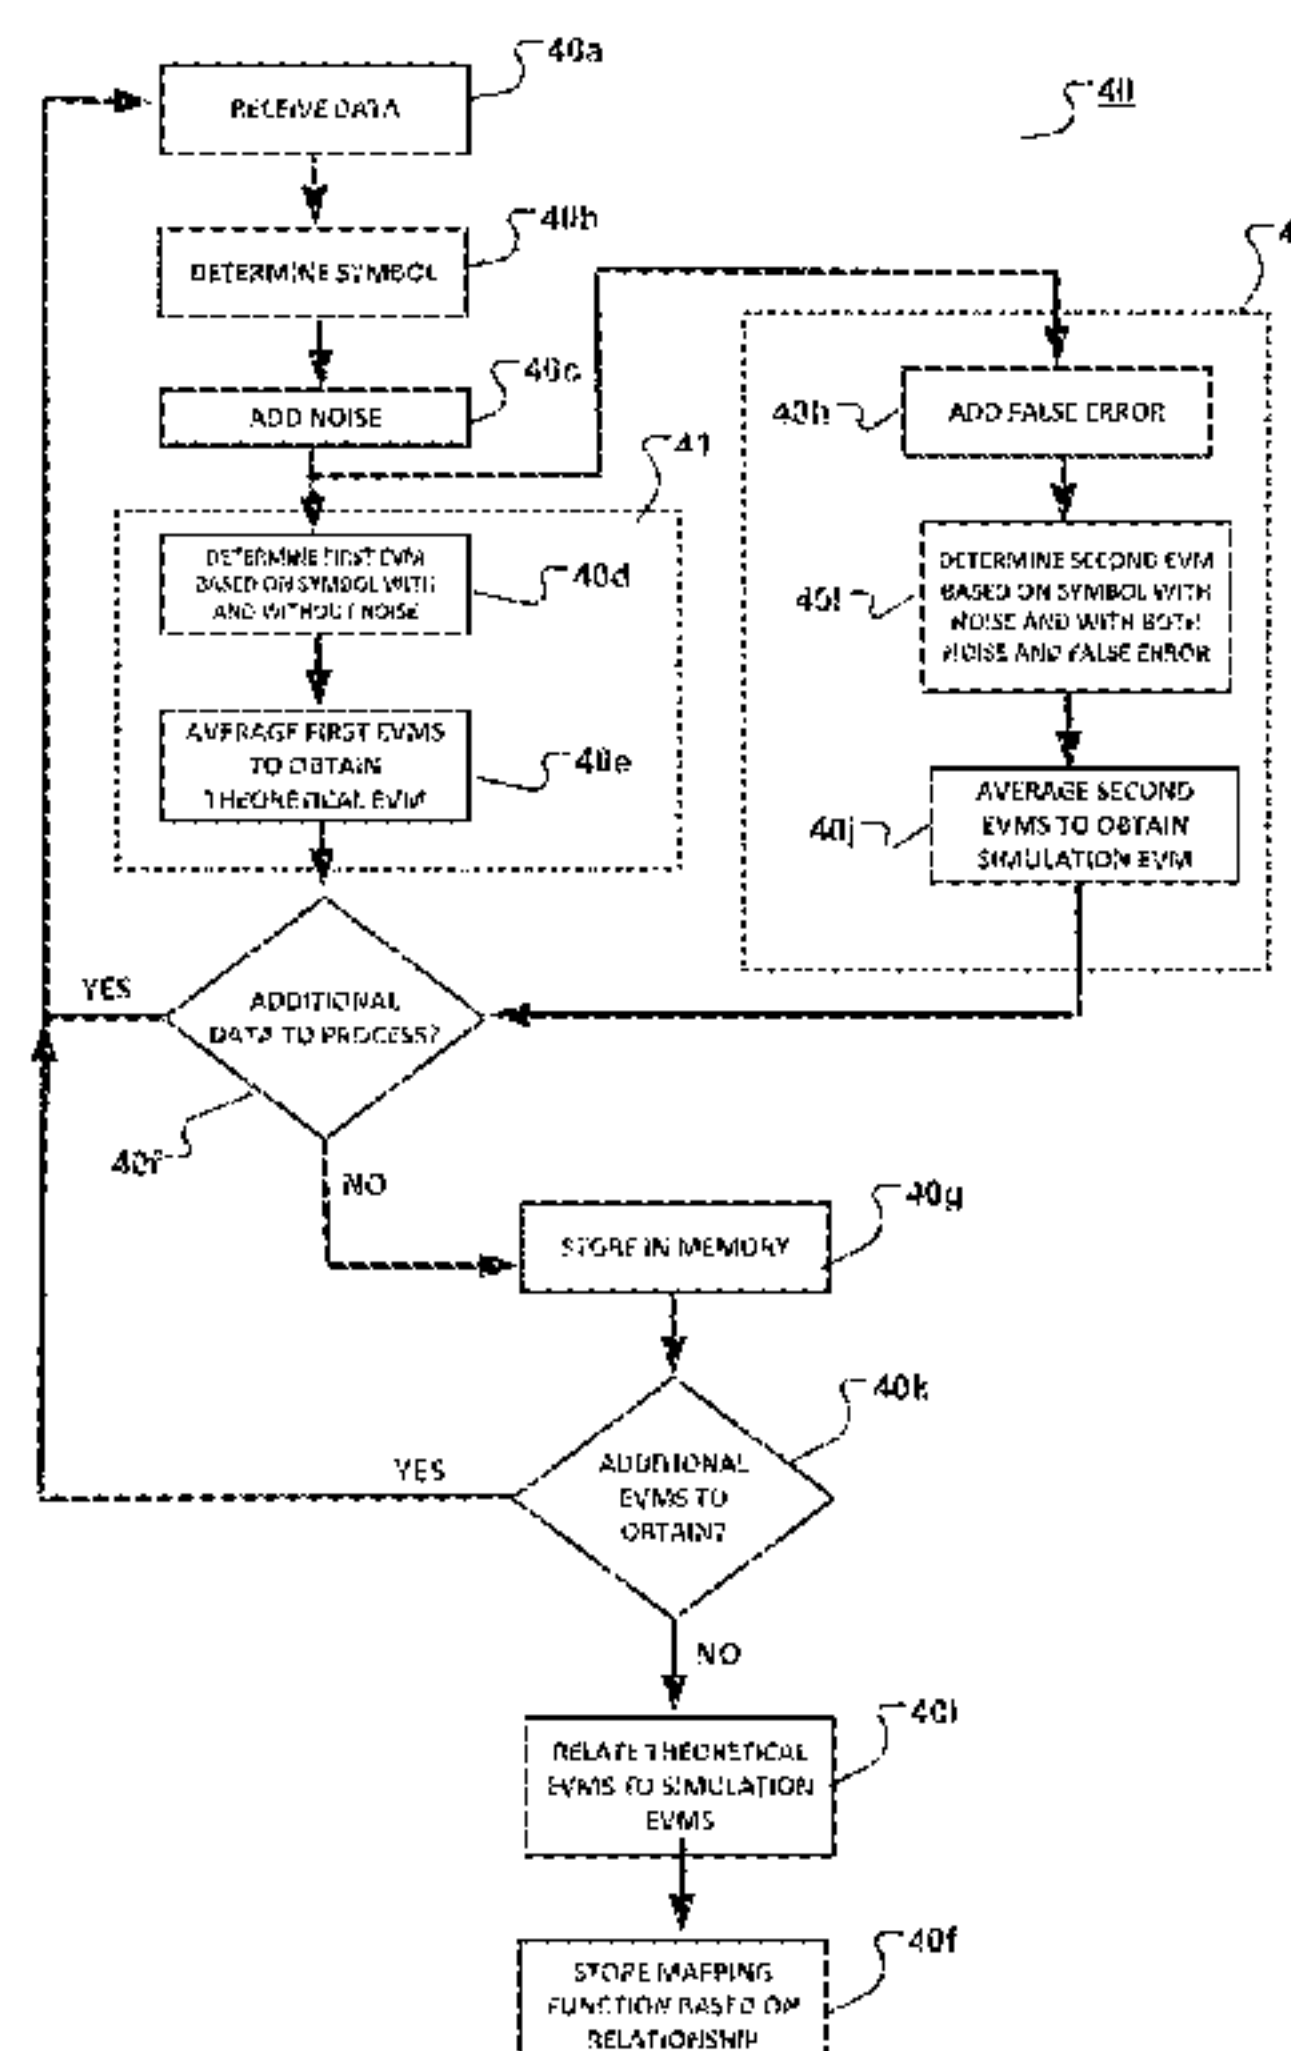 40a
RECEIVE DATA
40
40b
DETERMINE SYMBOL
40c
ADD NOISE
40h
ADD FALSE ERROR
41
DETERMINE FIRST EVM
BASED ON SYMBOL WITH
AND WITHOUT NOISE
40d
40i
DETERMINE SECOND EVM
BASED ON SYMBOL WITH
NOISE AND WITH BOTH
NOISE AND FALSE ERROR
AVERAGE FIRST EVMS
TO OBTAIN
THEORETICAL EVM
40e
40j
AVERAGE SECOND
EVMS TO OBTAIN
SIMULATION EVM
YES
ADDITIONAL
DATA TO PROCESS?
40f
NO
40g
STORE IN MEMORY
40k
YES
ADDITIONAL
EVMS TO
OBTAIN?
NO
40l
RELATE THEORETICAL
EVMS TO SIMULATION
EVMS
40f
STORE MAPPING
FUNCTION BASED ON
RELATIONSHIP